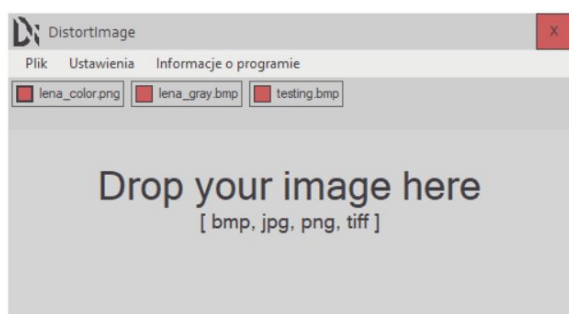 DistortImage X
Plik Ustawienia Informacje o programie
lena_color.png lena_gray.bmp testing.bmp
Drop your image here
[ bmp, jpg, png, tiff ]